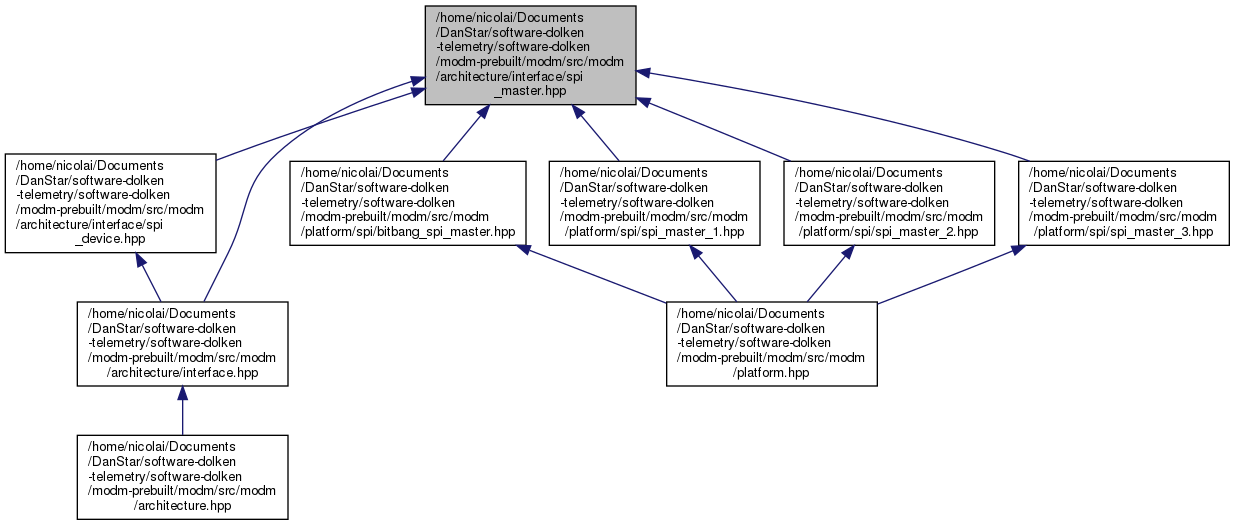 /home/nicolai/Documents
/DanStar/software-dolken
-telemetry/software-dolken
/modm-prebuilt/modm/src/modm
/architecture/interface/spi
_master.hpp
/home/nicolai/Documents
/DanStar/software-dolken
-telemetry/software-dolken
/modm-prebuilt/modm/src/modm
/architecture/interface/spi
_device.hpp
/home/nicolai/Documents
/DanStar/software-dolken
-telemetry/software-dolken
/modm-prebuilt/modm/src/modm
/platform/spi/bitbang_spi_master.hpp
/home/nicolai/Documents
/DanStar/software-dolken
-telemetry/software-dolken
/modm-prebuilt/modm/src/modm
/platform/spi/spi_master_1.hpp
/home/nicolai/Documents
/DanStar/software-dolken
-telemetry/software-dolken
/modm-prebuilt/modm/src/modm
/platform/spi/spi_master_2.hpp
/home/nicolai/Documents
/DanStar/software-dolken
-telemetry/software-dolken
/modm-prebuilt/modm/src/modm
/platform/spi/spi_master_3.hpp
/home/nicolai/Documents
/DanStar/software-dolken
-telemetry/software-dolken
/modm-prebuilt/modm/src/modm
/architecture/interface.hpp
/home/nicolai/Documents
/DanStar/software-dolken
-telemetry/software-dolken
/modm-prebuilt/modm/src/modm
/platform.hpp
/home/nicolai/Documents
/DanStar/software-dolken
-telemetry/software-dolken
/modm-prebuilt/modm/src/modm
/architecture.hpp